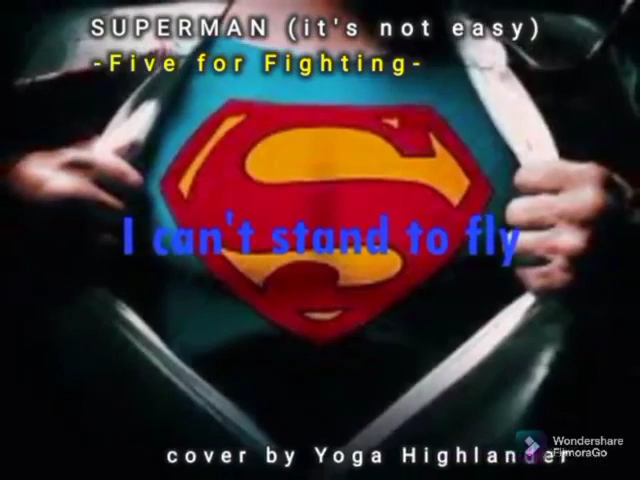 SUPERMAN (it's not easy)
-Five for Fighting-
I can't stand to fly
cover by Yoga Highlander
Wondershare
FilmoraGo